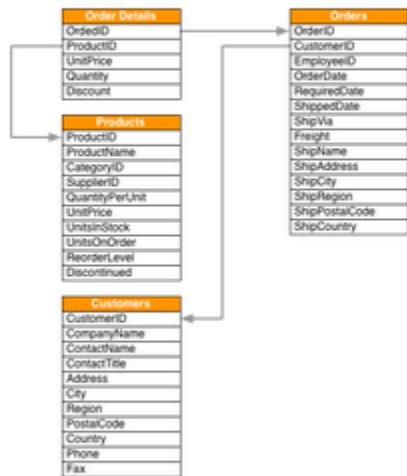 Order Details
OrdedID
ProductID
UnitPrice
Quantity
Discount
Products
ProductID
ProductName
CategoryID
SupplierID
QuantityPerUnit
UnitPrice
UnitsInStock
UnitsOnOrder
ReorderLevel
Discontinued
Customers
CustomerID
CompanyName
ContactName
ContactTitle
Address
City
Region
PostalCode
Country
Phone
Fax
Orders
OrderID
CustomerID
EmployeeID
OrderDate
RequiredDate
ShippedDate
ShipVia
Freight
ShipName
ShipAddress
ShipCity
ShipRegion
ShipPostalCode
ShipCountry